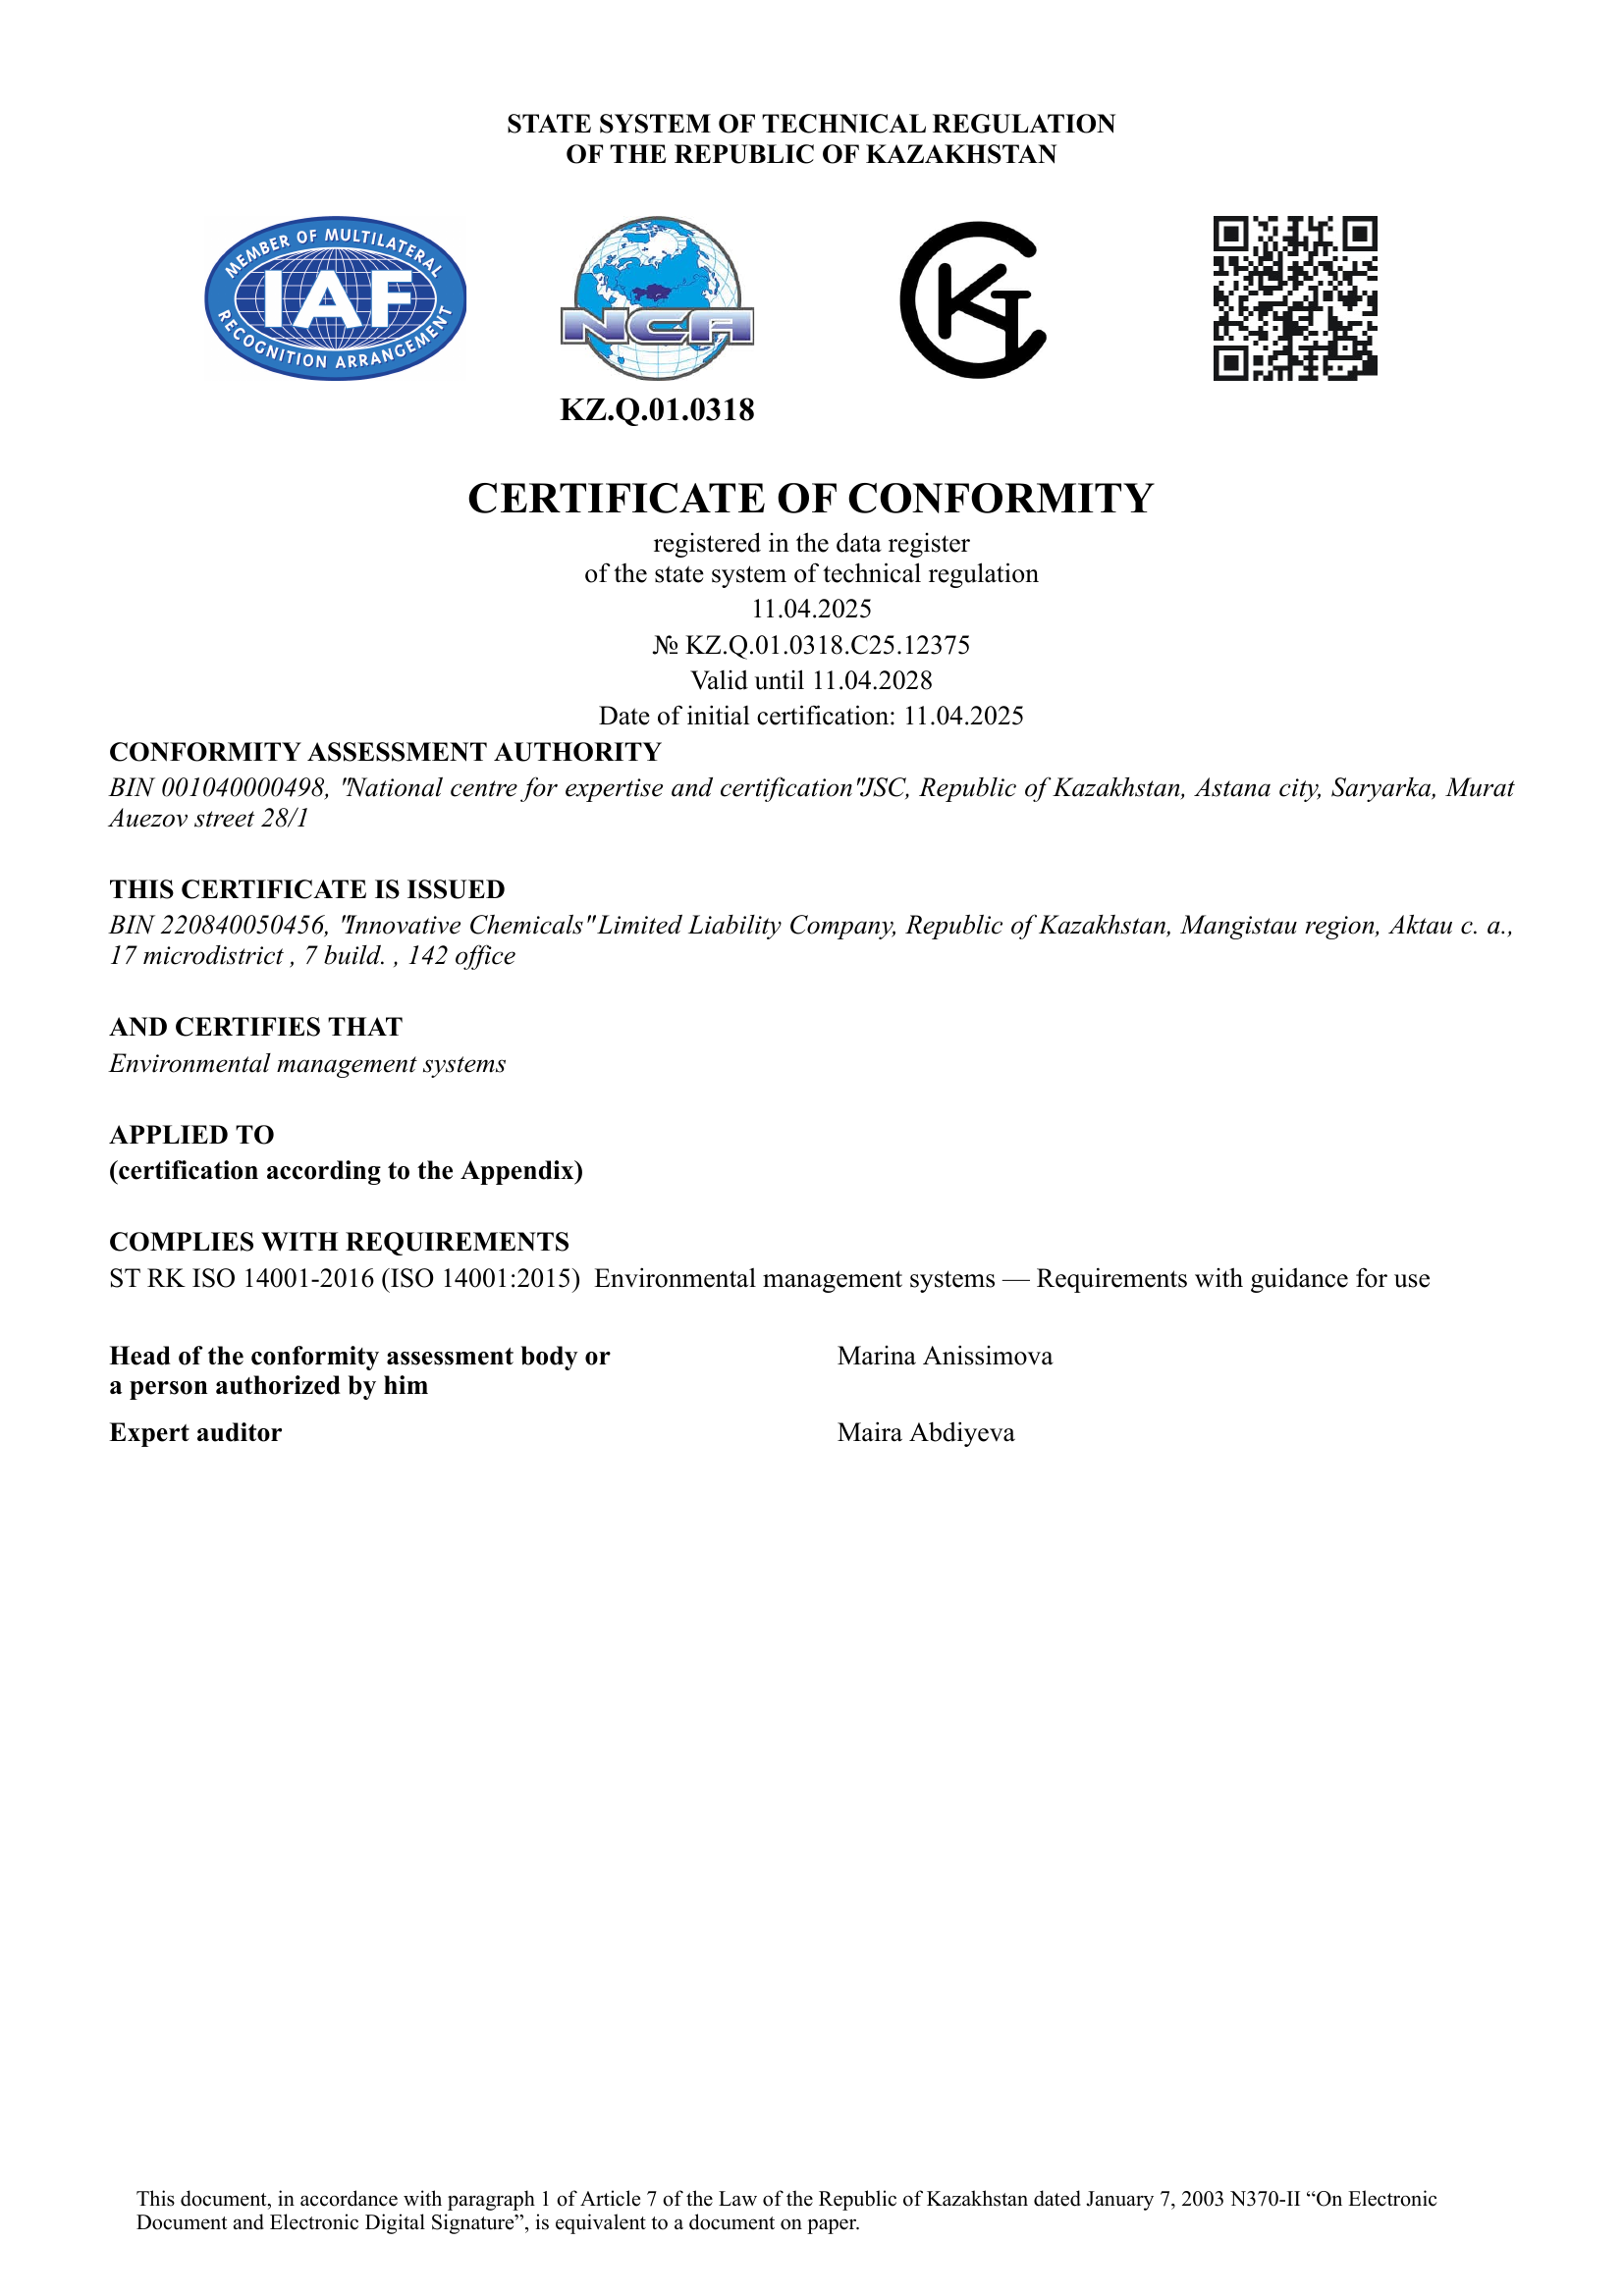 STATE SYSTEM OF TECHNICAL REGULATION
OF THE REPUBLIC OF KAZAKHSTAN
MEMBER OF MULTILATERAL
IAF
RECOGNITION ARRANGEMENT
NCA
KZ.Q.01.0318
CERTIFICATE OF CONFORMITY
registered in the data register
of the state system of technical regulation
11.04.2025
№ KZ.Q.01.0318.C25.12375
Valid until 11.04.2028
Date of initial certification: 11.04.2025
CONFORMITY ASSESSMENT AUTHORITY
BIN 001040000498, "National centre for expertise and certification"JSC, Republic of Kazakhstan, Astana city, Saryarka, Murat
Auezov street 28/1
THIS CERTIFICATE IS ISSUED
BIN 220840050456, "Innovative Chemicals" Limited Liability Company, Republic of Kazakhstan, Mangistau region, Aktau c. a.,
17 microdistrict , 7 build. , 142 office
AND CERTIFIES THAT
Environmental management systems
APPLIED TO
(certification according to the Appendix)
COMPLIES WITH REQUIREMENTS
ST RK ISO 14001-2016 (ISO 14001:2015)  Environmental management systems — Requirements with guidance for use
Head of the conformity assessment body or
a person authorized by him
Marina Anissimova
Expert auditor
Maira Abdiyeva
This document, in accordance with paragraph 1 of Article 7 of the Law of the Republic of Kazakhstan dated January 7, 2003 N370-II “On Electronic
Document and Electronic Digital Signature”, is equivalent to a document on paper.